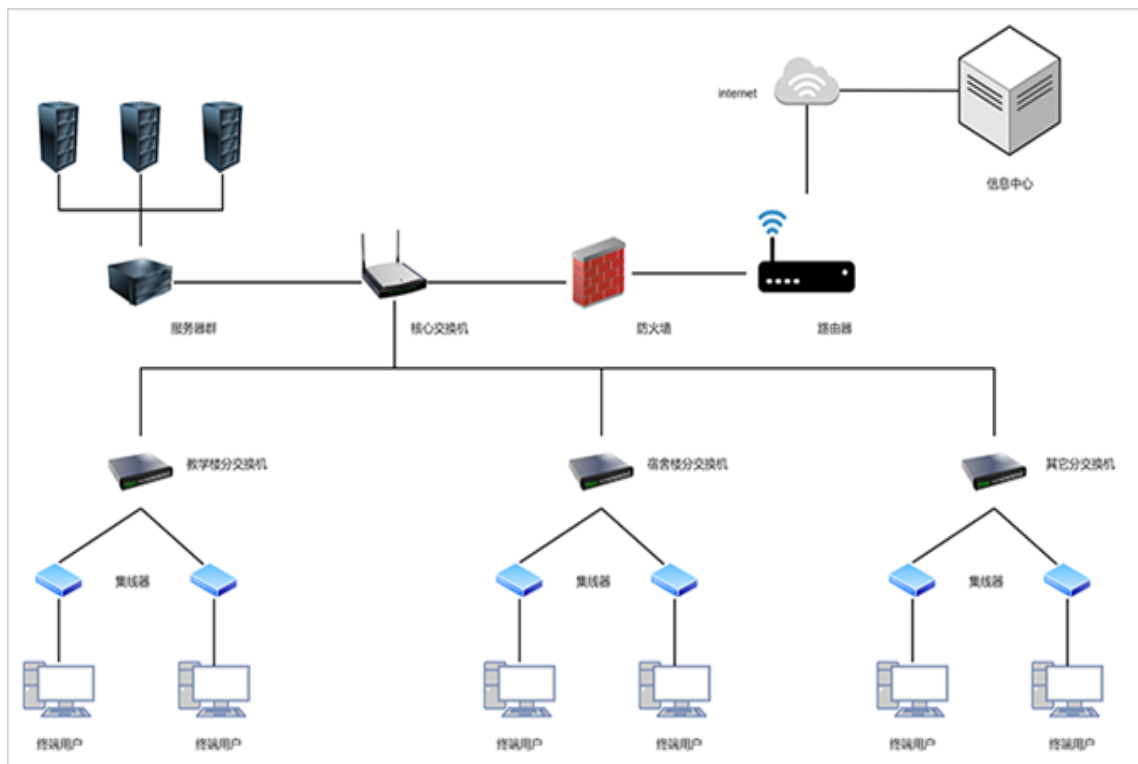 internet
信息中心
服务器群
核心交换机
防火墙
路由器
教学楼分交换机
宿舍楼分交换机
其它分交换机
集线器
集线器
集线器
终端用户
终端用户
终端用户
终端用户
终端用户
终端用户